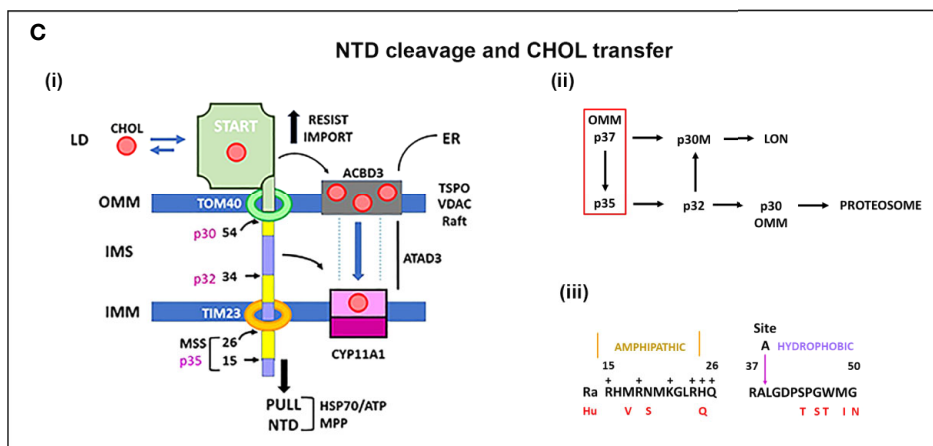 C
NTD cleavage and CHOL transfer
(i)
LD
CHOL
START
RESIST
IMPORT
ER
ACBD3
OMM
TOM40
TSPO
VDAC
Raft
p30 54
IMS
ATAD3
p32 34
IMM
TIM23
MSS 26
p35 15
CYP11A1
PULL
NTD
HSP70/ATP
MPP
(ii)
OMM
p37 p30M LON
p35 p32 p30 PROTEOSOME
OMM
(iii)
Site
AMPHIPATHIC A HYDROPHOBIC
15 26 37 50
+ + + + + +
Ra RHMRNMKGLRHQ RALGDPSPGWMG
Hu V S Q T S T I N